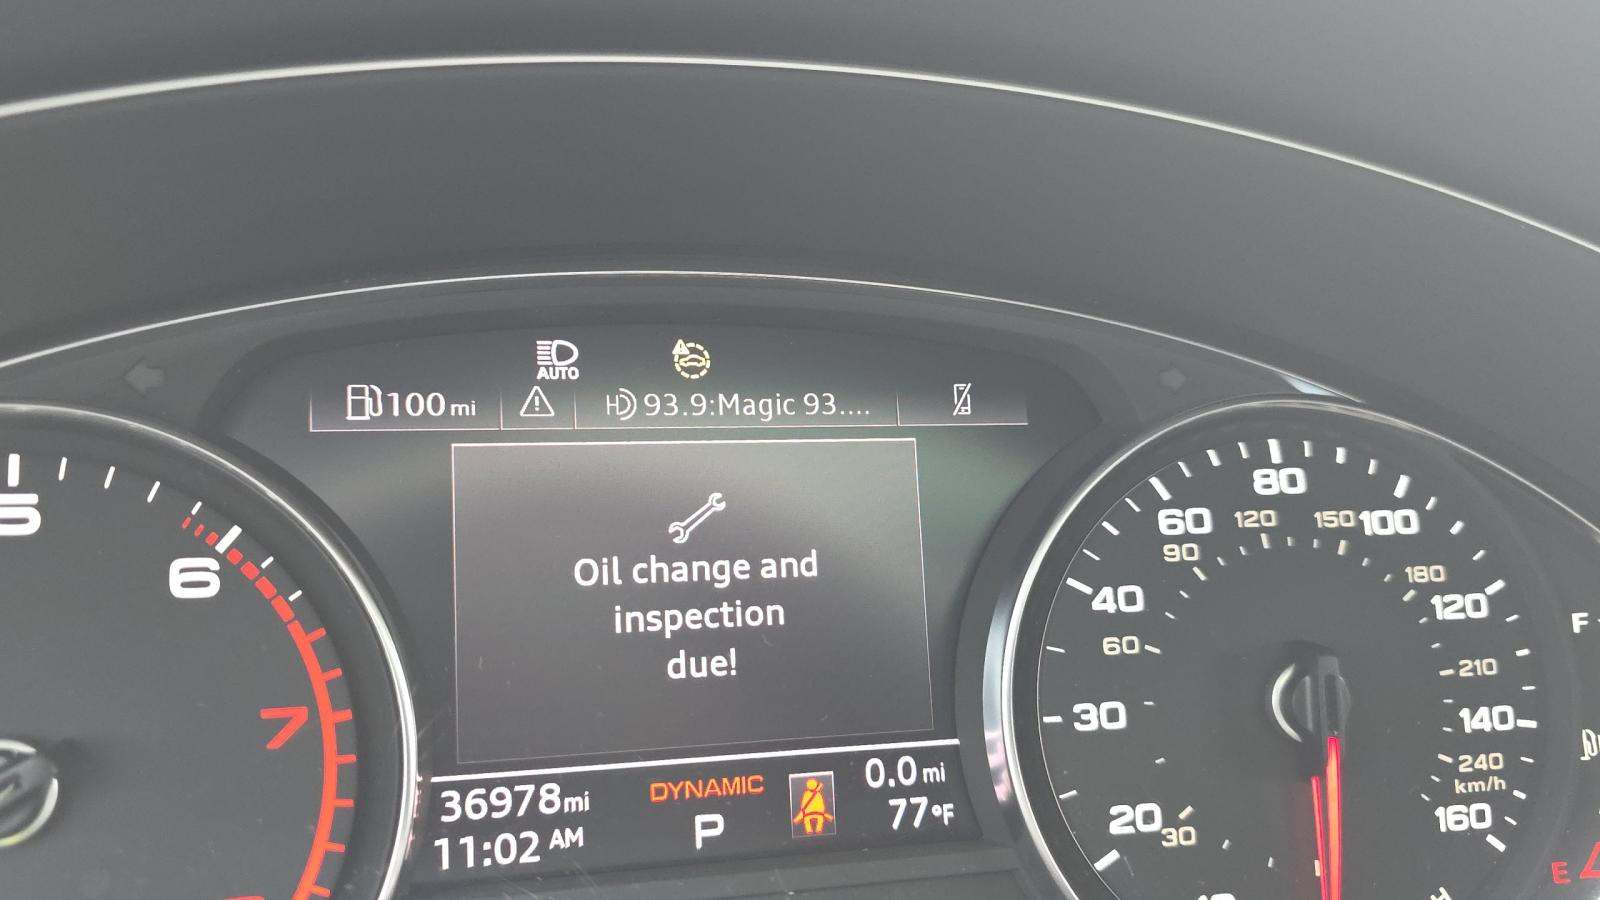 AUTO
100 mi
HD 93.9:Magic 93....
Oil change and
inspection
due!
36978mi
DYNAMIC
0.0 mi
11:02 AM
P
77°F
5
6
7
20
30
40
60
80
100
120
140
160
30
60
90
120
150
180
210
240
km/h
F
E